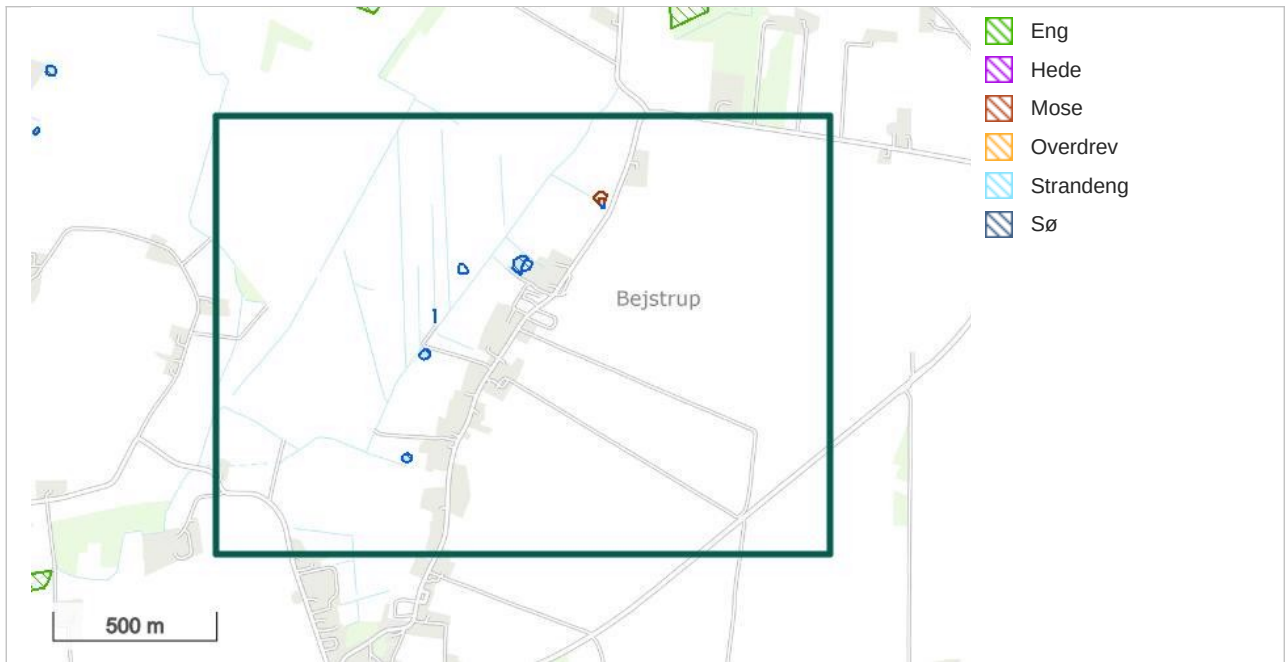 Eng
Hede
Mose
Overdrev
Strandeng
Sø
Bejstrup
500 m